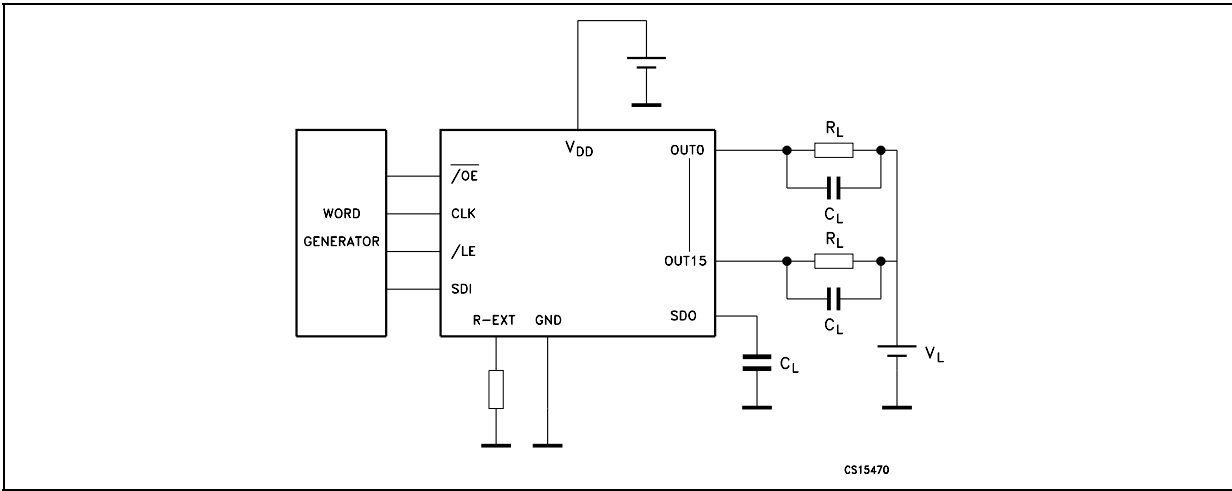 V_DD
WORD GENERATOR
/OE
CLK
/LE
SDI
R-EXT
GND
OUT0
OUT15
SDO
R_L
C_L
R_L
C_L
C_L
V_L
CS15470